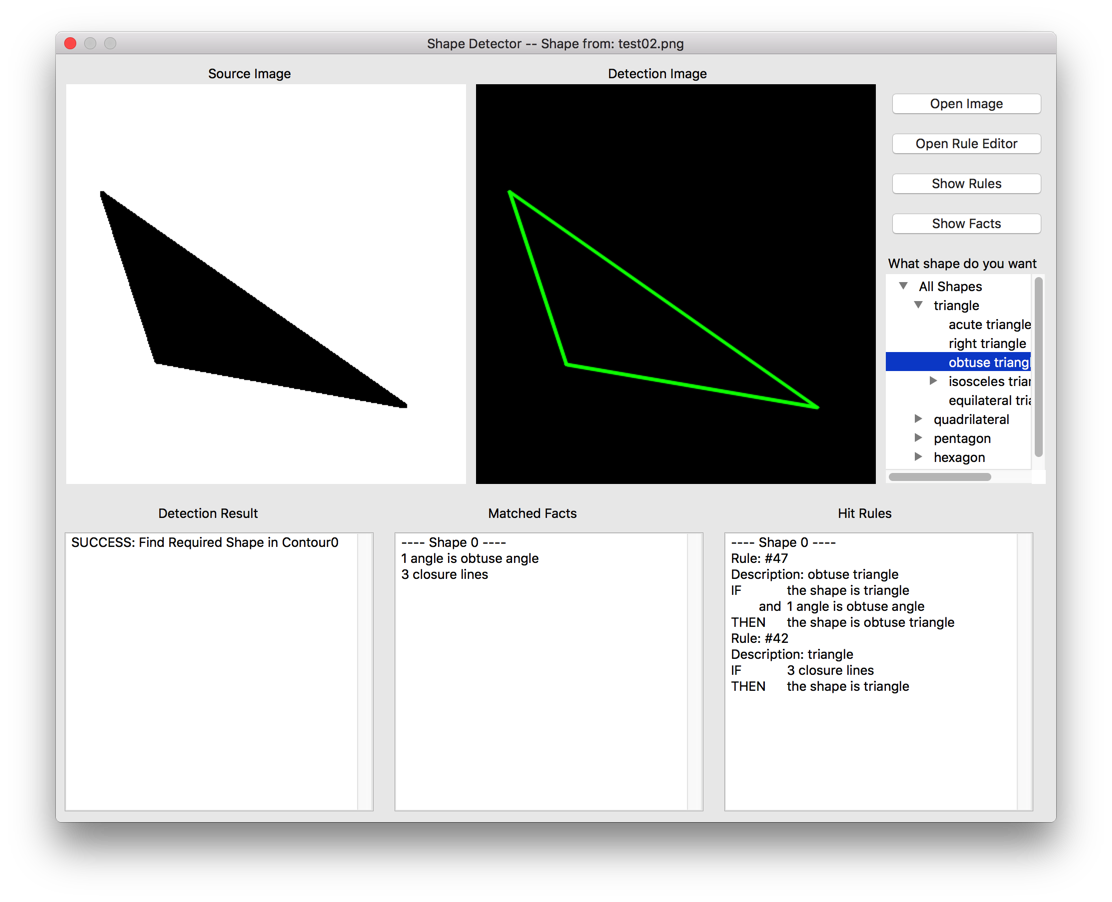 Shape Detector -- Shape from: test02.png
Source Image
Detection Image
Open Image
Open Rule Editor
Show Rules
Show Facts
What shape do you want
All Shapes
triangle
acute triangle
right triangle
obtuse triang
isosceles trian
equilateral tria
quadrilateral
pentagon
hexagon
Detection Result
SUCCESS: Find Required Shape in Contour0
Matched Facts
---- Shape 0 ----
1 angle is obtuse angle
3 closure lines
Hit Rules
---- Shape 0 ----
Rule: #47
Description: obtuse triangle
IF the shape is triangle
and 1 angle is obtuse angle
THEN the shape is obtuse triangle
Rule: #42
Description: triangle
IF 3 closure lines
THEN the shape is triangle